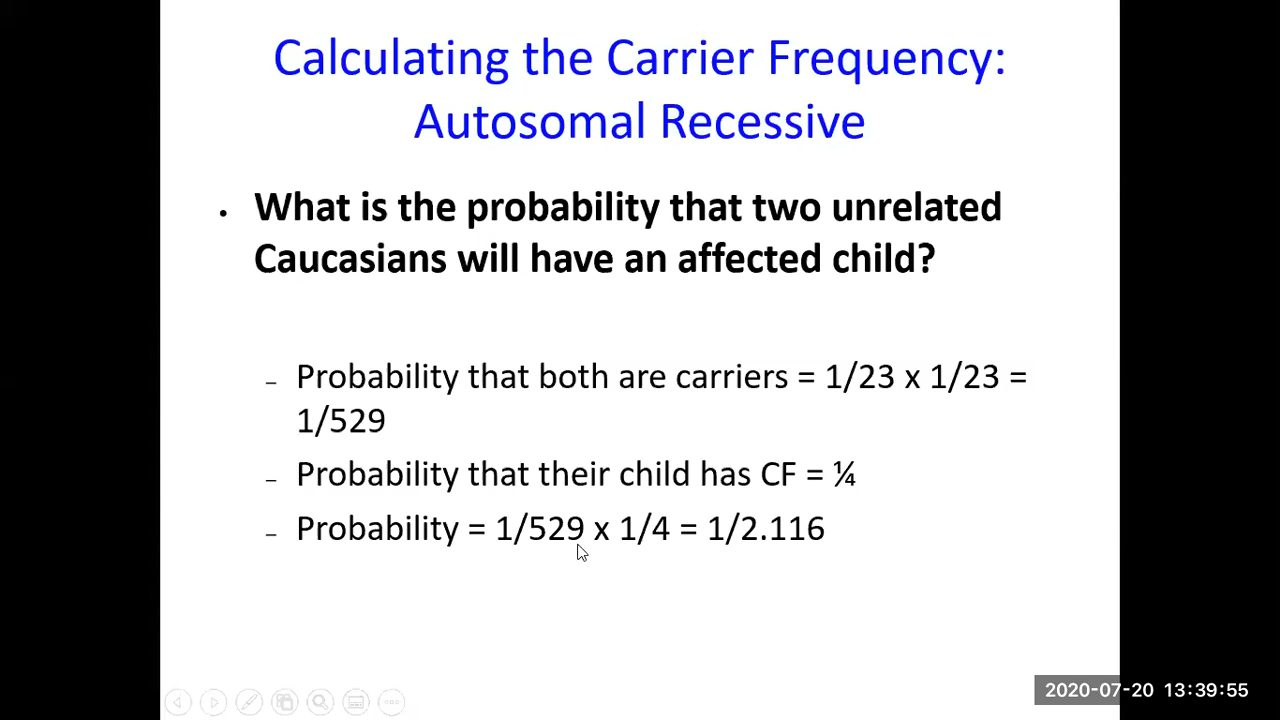 Calculating the Carrier Frequency:
Autosomal Recessive
• What is the probability that two unrelated
Caucasians will have an affected child?
– Probability that both are carriers = 1/23 x 1/23 =
1/529
– Probability that their child has CF = ¼
– Probability = 1/529 x 1/4 = 1/2.116
2020-07-20 13:39:55